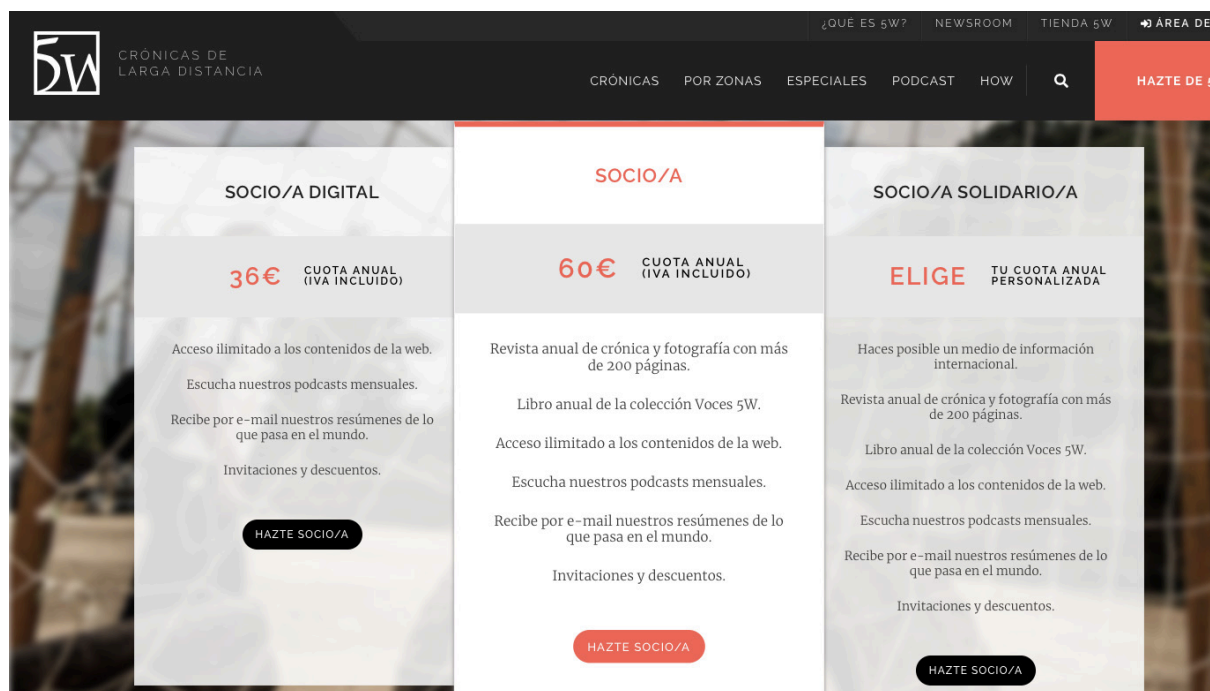 ¿QUÉ ES 5W? NEWSROOM TIENDA 5W ÁREA DE
5W
CRÓNICAS DE
LARGA DISTANCIA
CRÓNICAS POR ZONAS ESPECIALES PODCAST HOW HAZTE DE
SOCIO/A DIGITAL
36€ CUOTA ANUAL
(IVA INCLUIDO)
Acceso ilimitado a los contenidos de la web.
Escucha nuestros podcasts mensuales.
Recibe por e-mail nuestros resúmenes de lo
que pasa en el mundo.
Invitaciones y descuentos.
HAZTE SOCIO/A
SOCIO/A
60€ CUOTA ANUAL
(IVA INCLUIDO)
Revista anual de crónica y fotografía con más
de 200 páginas.
Libro anual de la colección Voces 5W.
Acceso ilimitado a los contenidos de la web.
Escucha nuestros podcasts mensuales.
Recibe por e-mail nuestros resúmenes de lo
que pasa en el mundo.
Invitaciones y descuentos.
HAZTE SOCIO/A
SOCIO/A SOLIDARIO/A
ELIGE TU CUOTA ANUAL
PERSONALIZADA
Haces posible un medio de información
internacional.
Revista anual de crónica y fotografía con más
de 200 páginas.
Libro anual de la colección Voces 5W.
Acceso ilimitado a los contenidos de la web.
Escucha nuestros podcasts mensuales.
Recibe por e-mail nuestros resúmenes de lo
que pasa en el mundo.
Invitaciones y descuentos.
HAZTE SOCIO/A